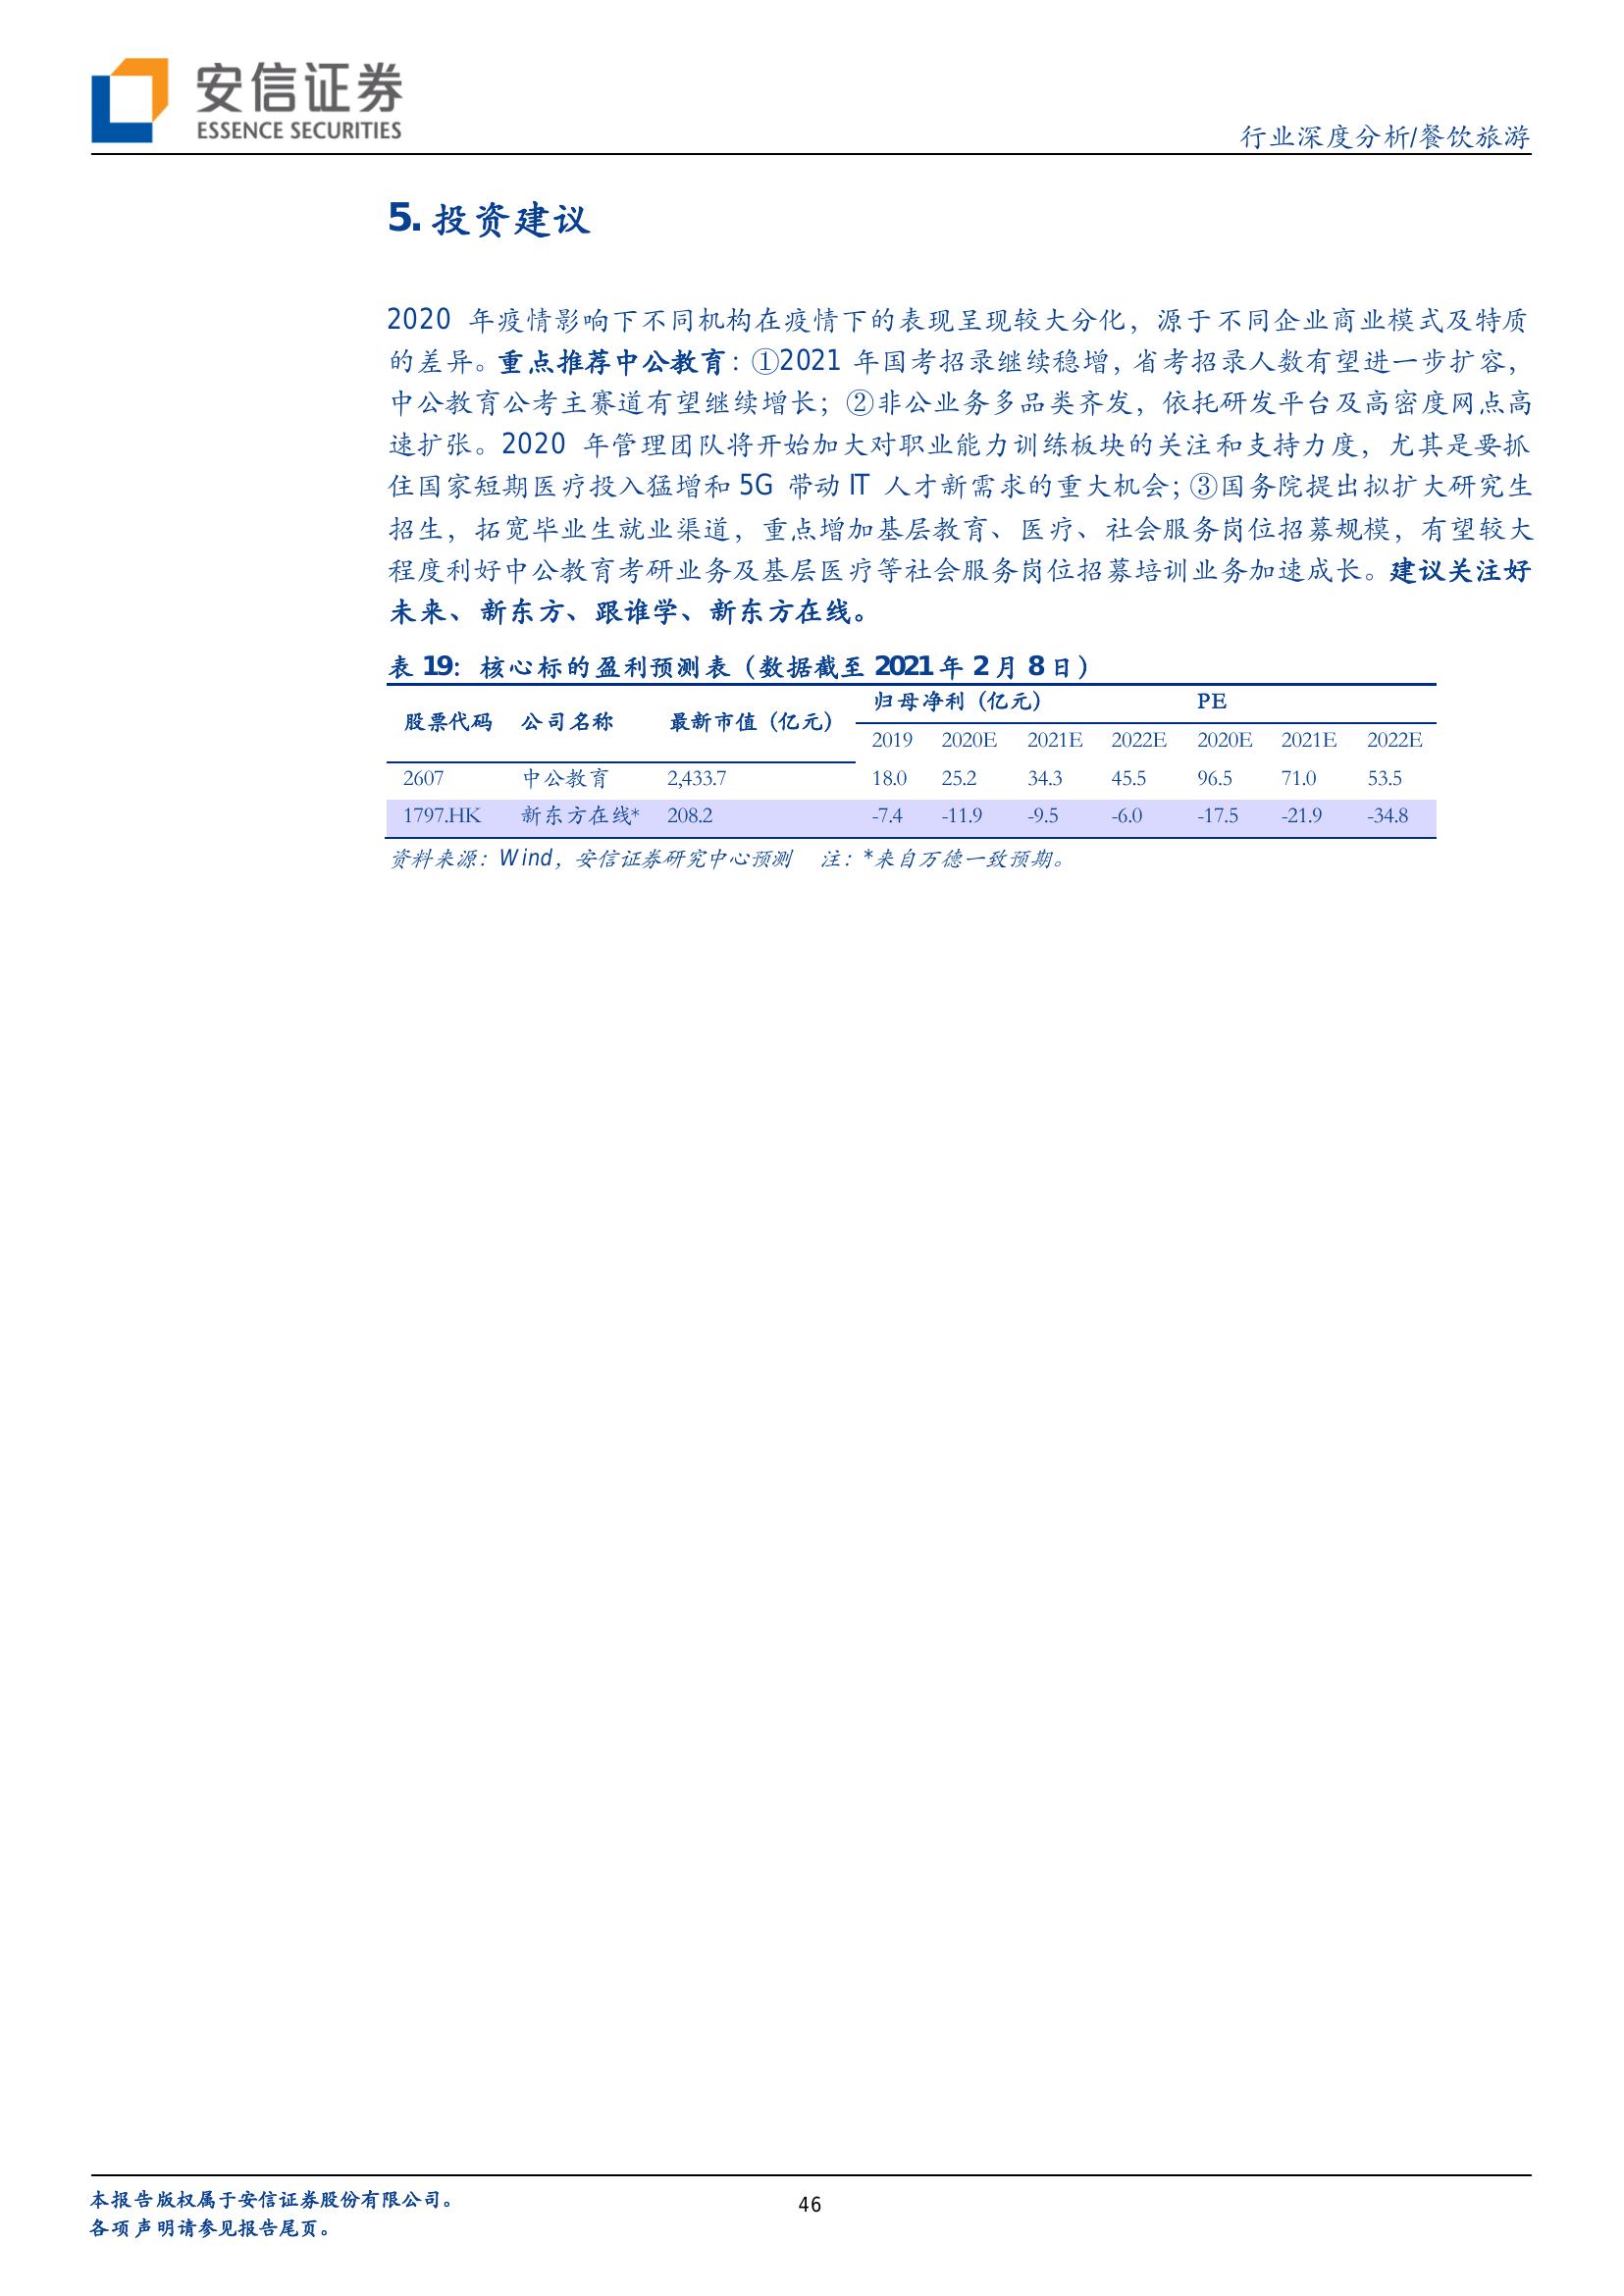 安信证券
ESSENCE SECURITIES
行业深度分析/餐饮旅游
5. 投资建议
2020 年疫情影响下不同机构在疫情下的表现呈现较大分化，源于不同企业商业模式及特质
的差异。重点推荐中公教育：①2021 年国考招录继续稳增，省考招录人数有望进一步扩容，
中公教育公考主赛道有望继续增长；②非公业务多品类齐发，依托研发平台及高密度网点高
速扩张。2020 年管理团队将开始加大对职业能力训练板块的关注和支持力度，尤其是要抓
住国家短期医疗投入猛增和 5G 带动 IT 人才新需求的重大机会；③国务院提出拟扩大研究生
招生，拓宽毕业生就业渠道，重点增加基层教育、医疗、社会服务岗位招募规模，有望较大
程度利好中公教育考研业务及基层医疗等社会服务岗位招募培训业务加速成长。建议关注好
未来、新东方、跟谁学、新东方在线。
表 19：核心标的盈利预测表（数据截至 2021 年 2 月 8 日）
股票代码 公司名称 最新市值（亿元） 归母净利（亿元） PE
2019 2020E 2021E 2022E 2020E 2021E 2022E
2607 中公教育 2,433.7 18.0 25.2 34.3 45.5 96.5 71.0 53.5
1797.HK 新东方在线* 208.2 -7.4 -11.9 -9.5 -6.0 -17.5 -21.9 -34.8
资料来源：Wind，安信证券研究中心预测 注：*来自万德一致预期。
本报告版权属于安信证券股份有限公司。
各项声明请参见报告尾页。
46